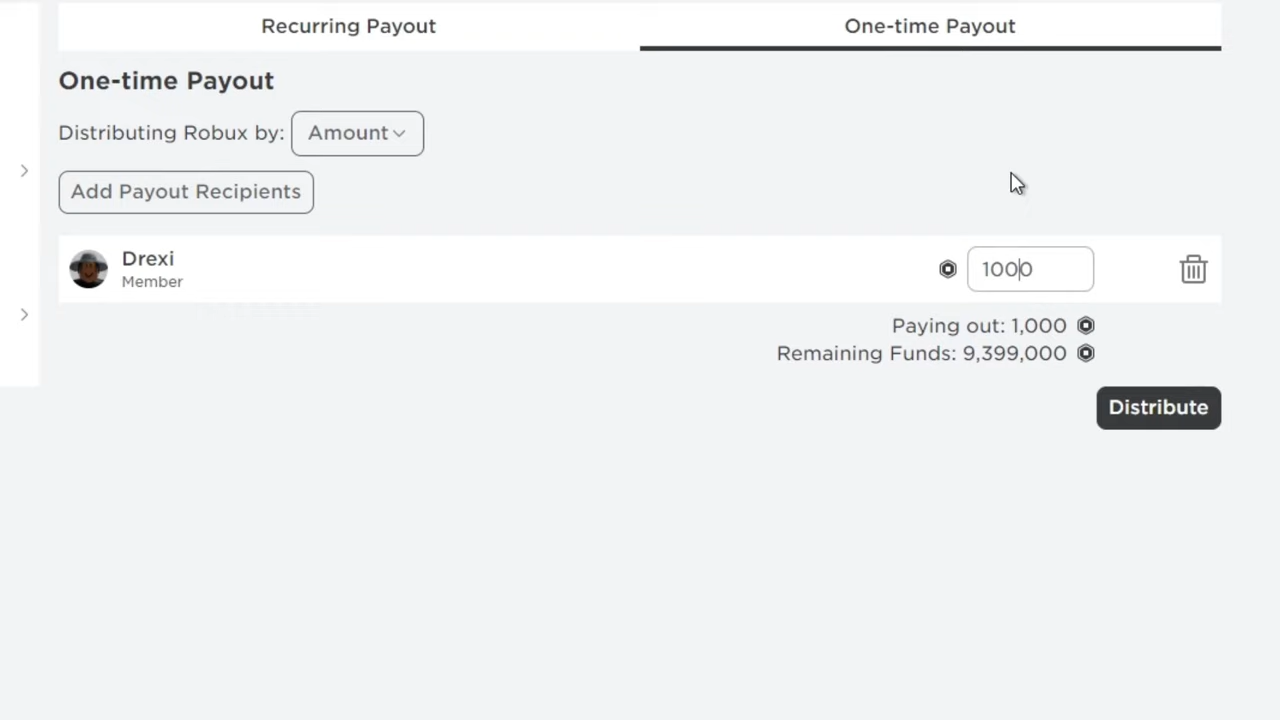 Recurring Payout
One-time Payout
One-time Payout
Distributing Robux by: Amount
Add Payout Recipients
Drexi
Member
1000
Paying out: 1,000
Remaining Funds: 9,399,000
Distribute